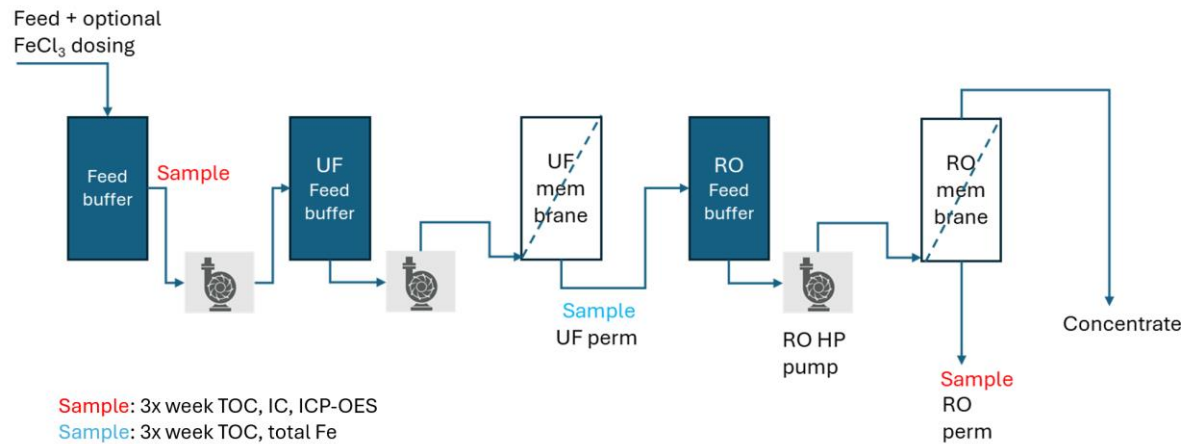 Feed + optional
FeCl₃ dosing
Feed
buffer
Sample
UF
Feed
buffer
UF
mem
brane
Sample
UF perm
RO
Feed
buffer
RO HP
pump
RO
mem
brane
Concentrate
Sample
RO
perm
Sample: 3x week TOC, IC, ICP-OES
Sample: 3x week TOC, total Fe